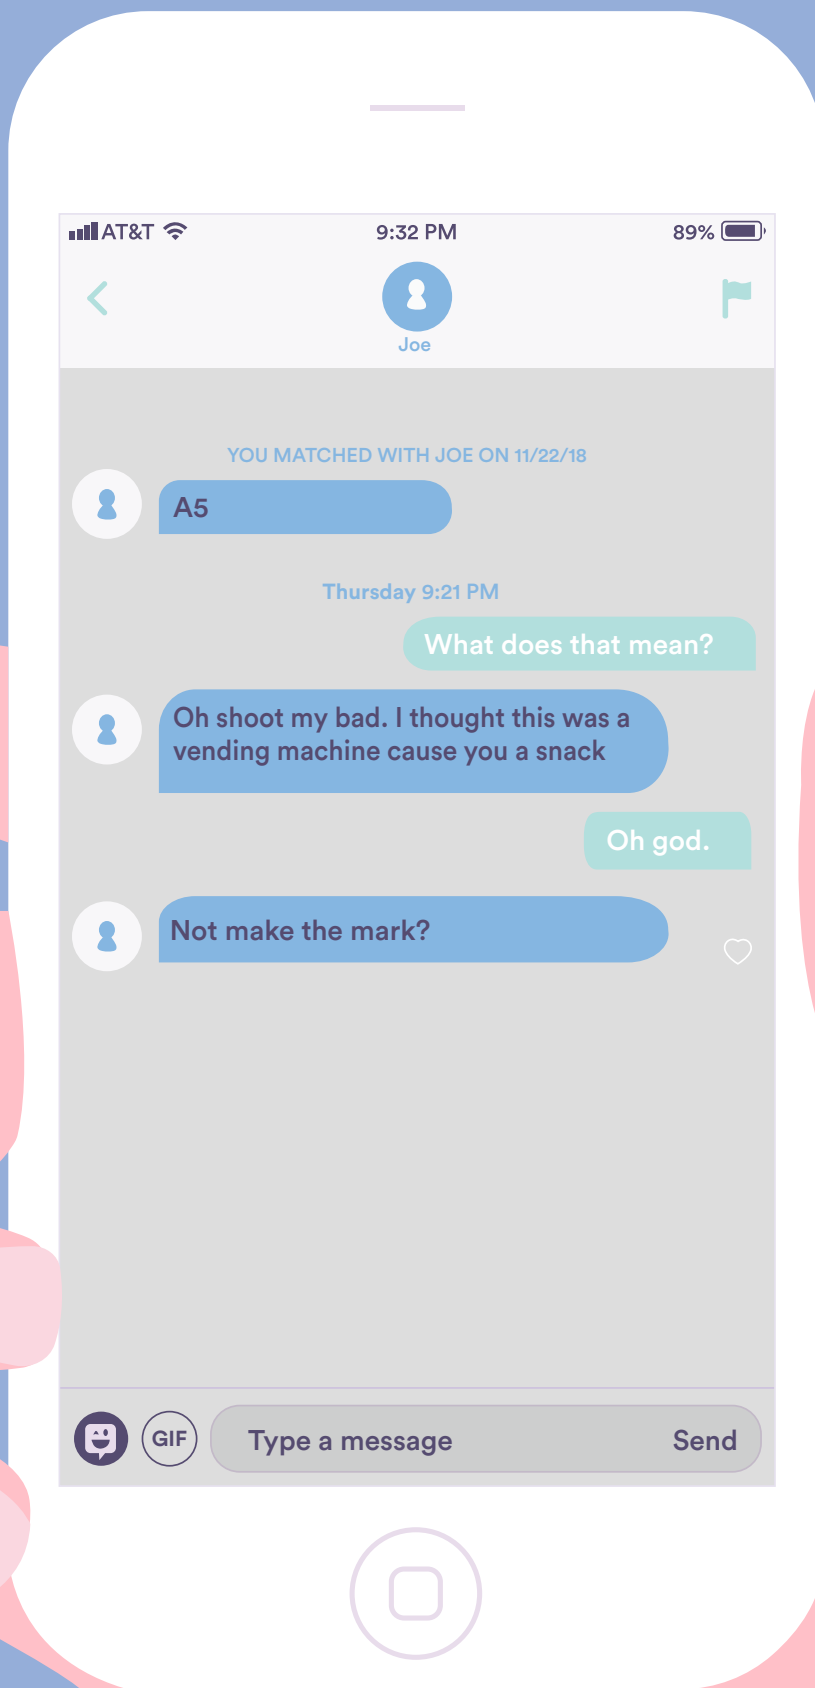 AT&T 9:32 PM 89%
Joe
YOU MATCHED WITH JOE ON 11/22/18
A5
Thursday 9:21 PM
What does that mean?
Oh shoot my bad. I thought this was a
vending machine cause you a snack
Oh god.
Not make the mark?
GIF Type a message Send